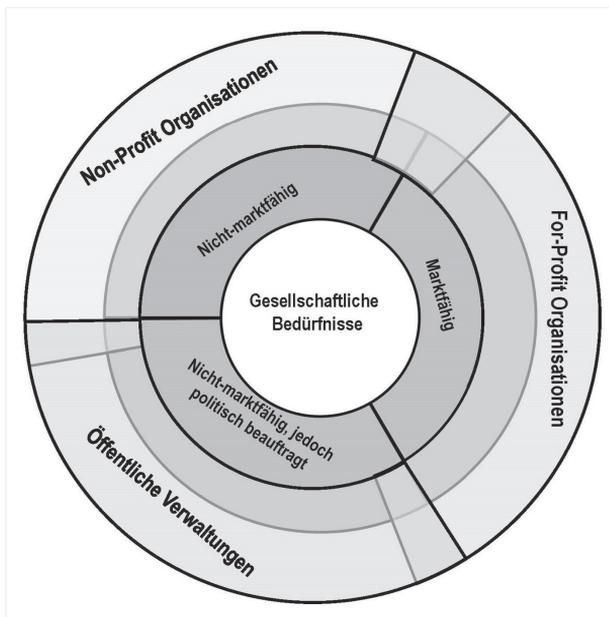 Non-Profit Organisationen
Nicht-marktfähig
Gesellschaftliche
Bedürfnisse
Marktfähig
For-Profit Organisationen
Nicht-marktfähig, jedoch
politisch beauftragt
Öffentliche Verwaltungen